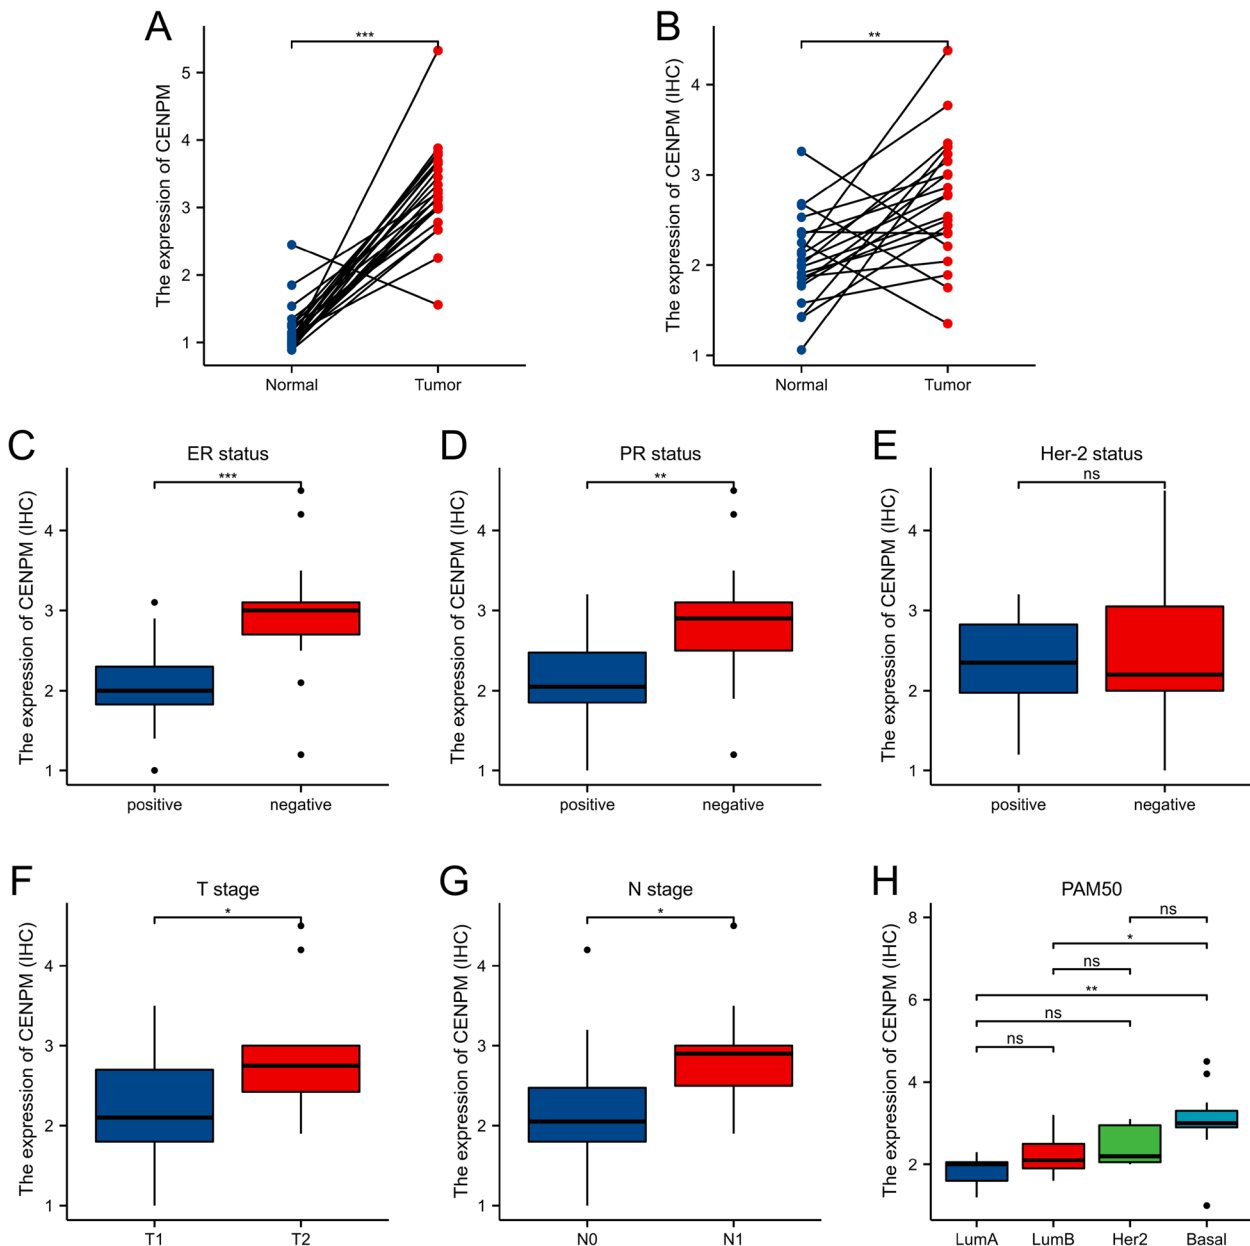 A
***
The expression of CENPM
5
4
3
2
1
Normal Tumor
B
**
The expression of CENPM (IHC)
4
3
2
1
Normal Tumor
C
ER status
***
The expression of CENPM (IHC)
4
3
2
1
positive negative
D
PR status
**
The expression of CENPM (IHC)
4
3
2
1
positive negative
E
Her-2 status
ns
The expression of CENPM (IHC)
4
3
2
1
positive negative
F
T stage
*
The expression of CENPM (IHC)
4
3
2
1
T1 T2
G
N stage
*
The expression of CENPM (IHC)
4
3
2
1
N0 N1
H
PAM50
ns
*
ns
**
ns
ns
The expression of CENPM (IHC)
8
6
4
2
LumA LumB Her2 Basal